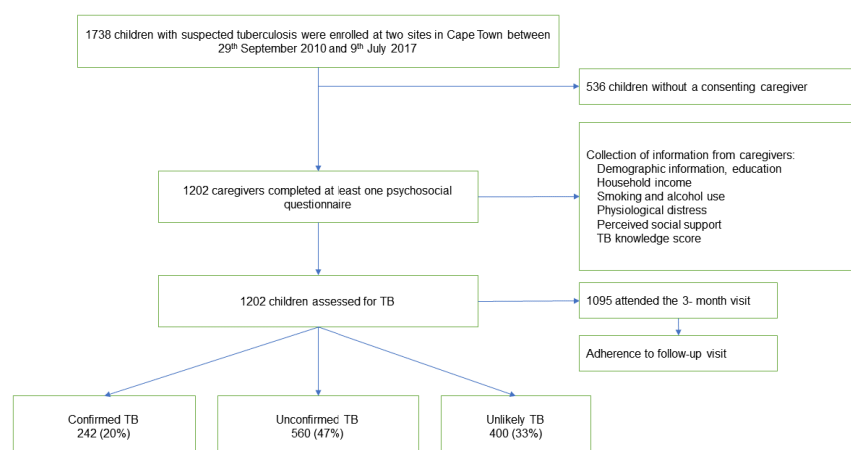 1738 children with suspected tuberculosis were enrolled at two sites in Cape Town between
29th September 2010 and 9th July 2017
536 children without a consenting caregiver
Collection of information from caregivers:
Demographic information, education
Household income
Smoking and alcohol use
Physiological distress
Perceived social support
TB knowledge score
1202 caregivers completed at least one psychosocial
questionnaire
1202 children assessed for TB
1095 attended the 3- month visit
Adherence to follow-up visit
Confirmed TB
242 (20%)
Unconfirmed TB
560 (47%)
Unlikely TB
400 (33%)